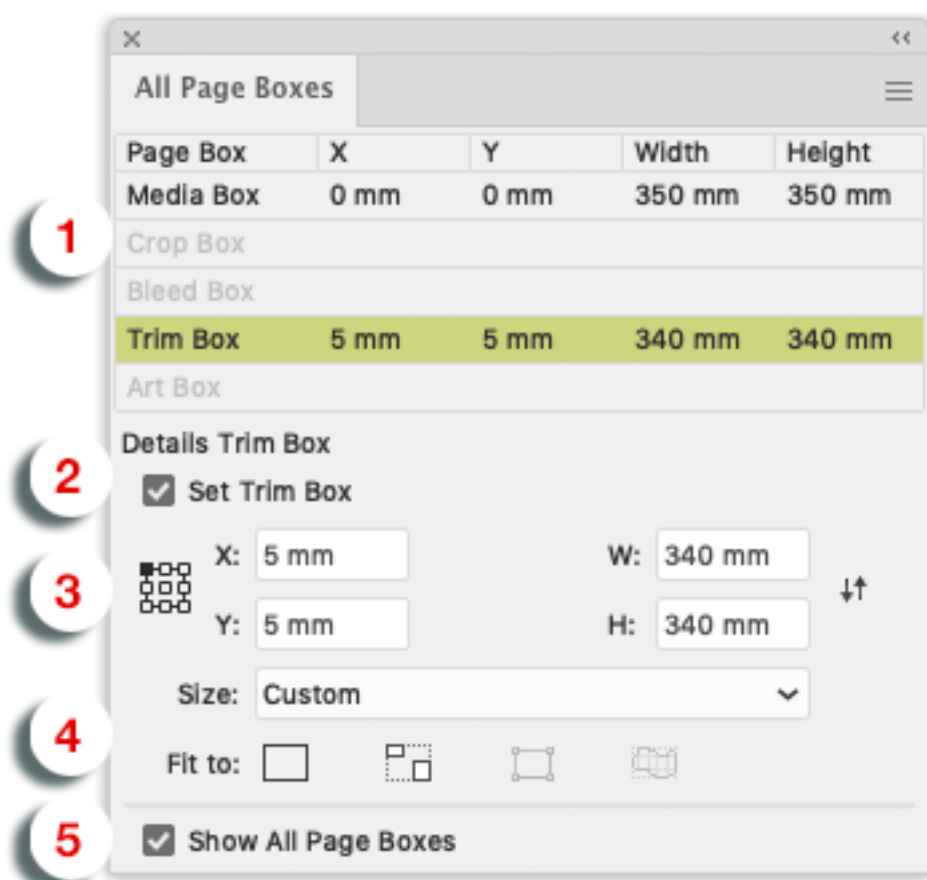 All Page Boxes
Page Box X Y Width Height
Media Box 0 mm 0 mm 350 mm 350 mm
1
Crop Box
Bleed Box
Trim Box 5 mm 5 mm 340 mm 340 mm
Art Box
Details Trim Box
2
Set Trim Box
X: 5 mm W: 340 mm
3
Y: 5 mm H: 340 mm
Size: Custom
4
Fit to:
5 Show All Page Boxes